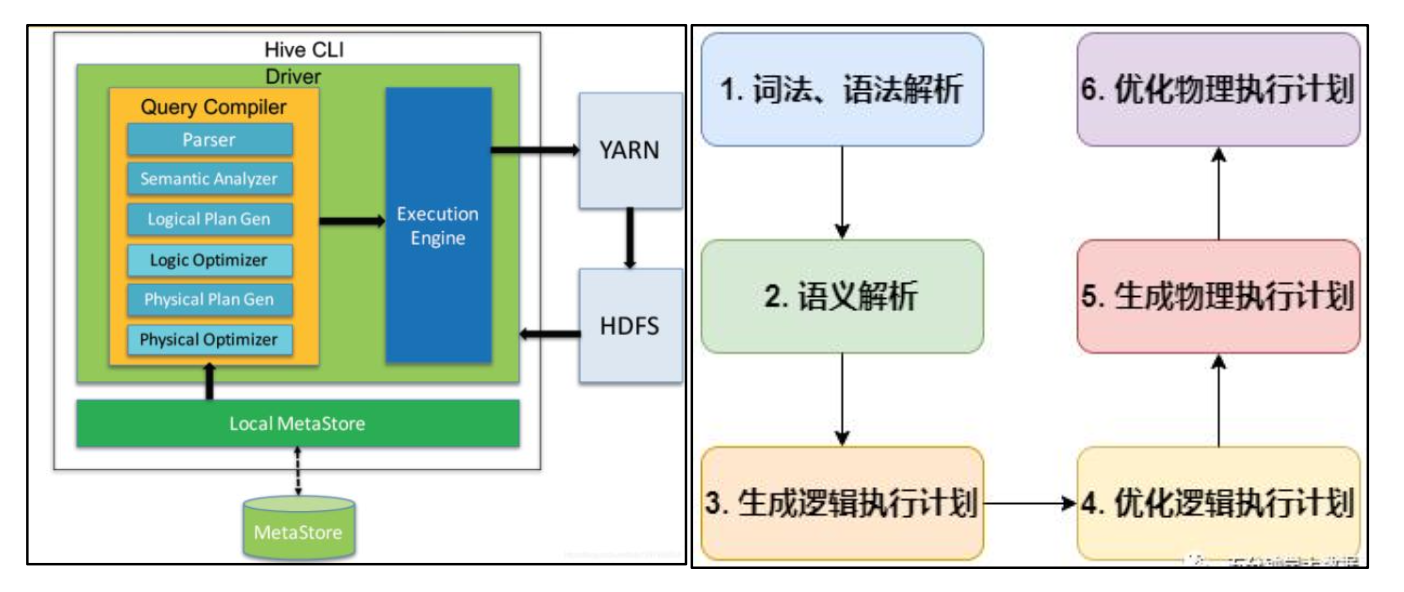 Hive CLI
Driver
Query Compiler
Parser
Semantic Analyzer
Logical Plan Gen
Logic Optimizer
Physical Plan Gen
Physical Optimizer
Execution
Engine
YARN
HDFS
Local MetaStore
MetaStore
1. 词法、语法解析
2. 语义解析
3. 生成逻辑执行计划
4. 优化逻辑执行计划
5. 生成物理执行计划
6. 优化物理执行计划